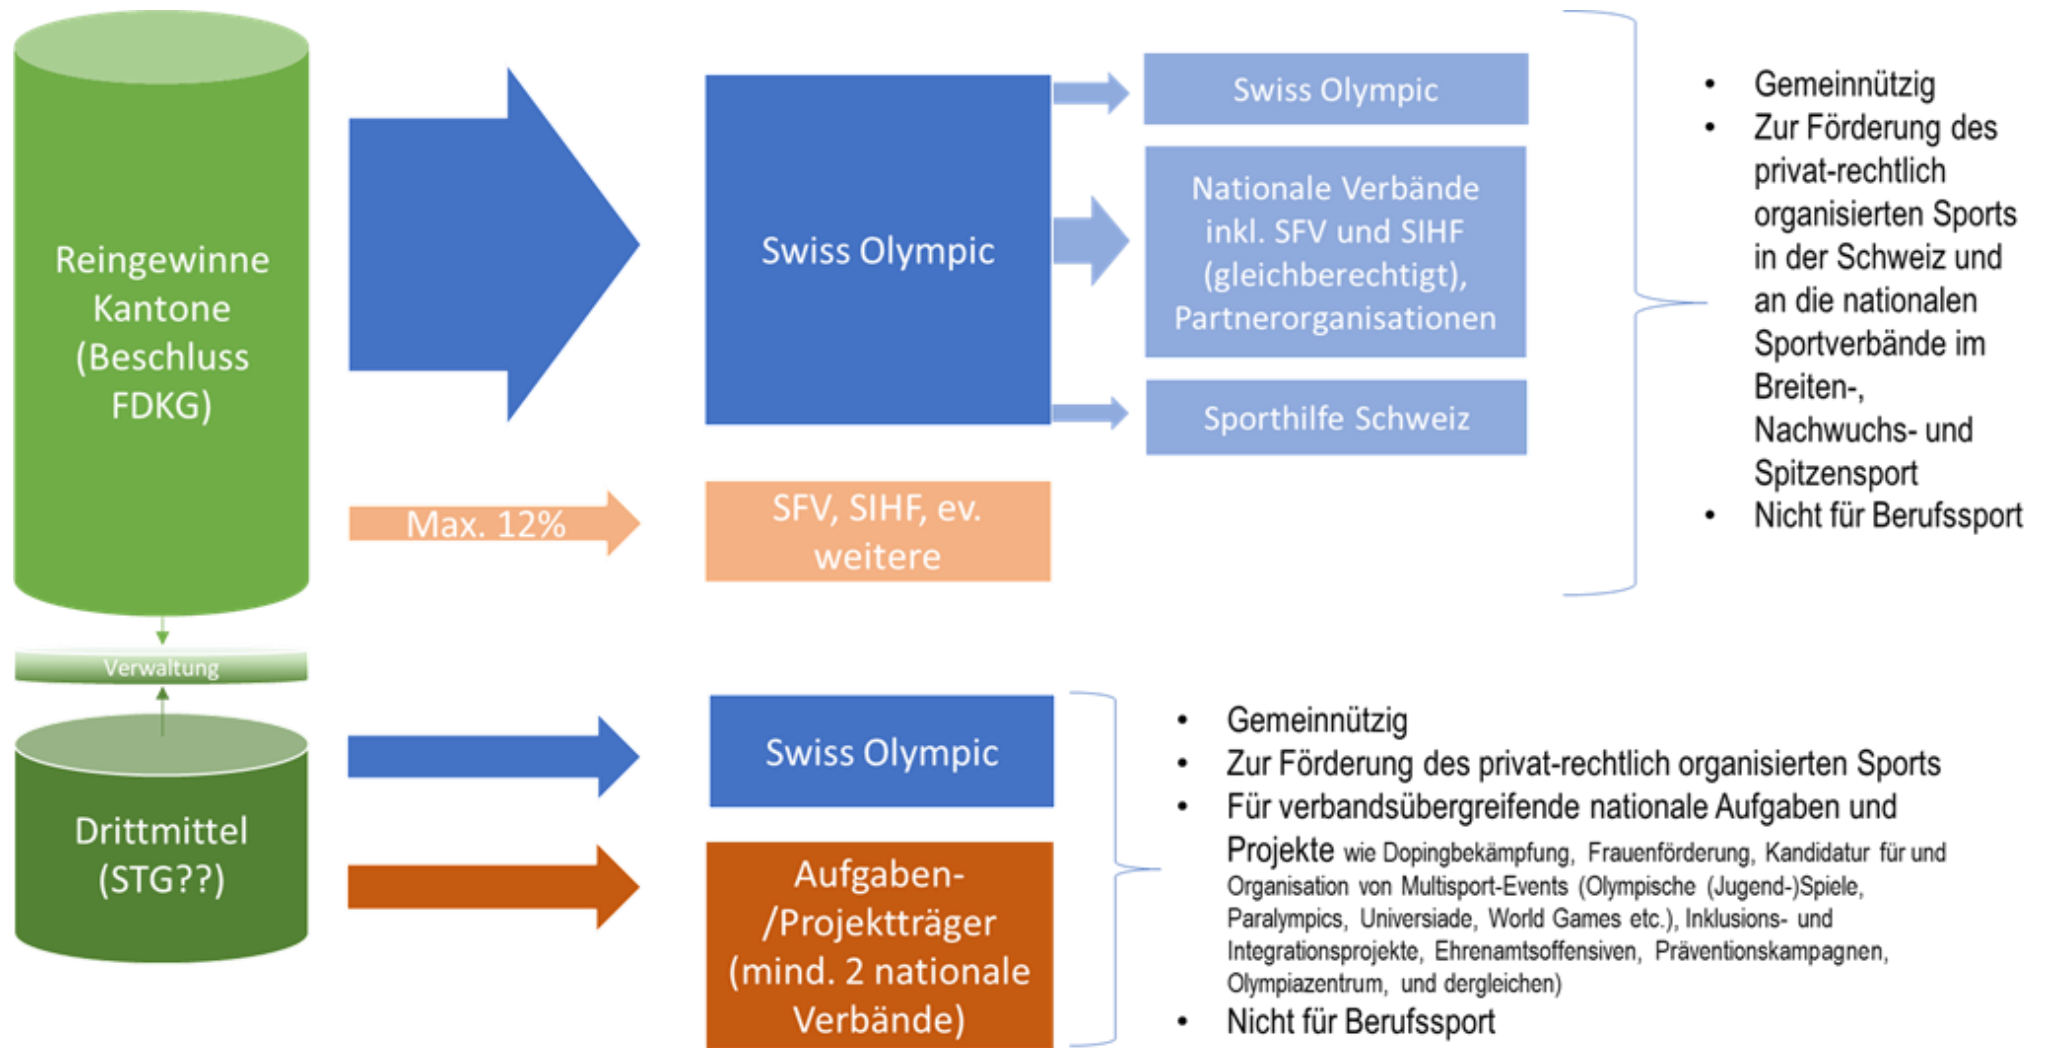 Reingewinne
Kantone
(Beschluss
FDKG)
Swiss Olympic
Swiss Olympic
Nationale Verbände
inkl. SFV und SIHF
(gleichberechtigt),
Partnerorganisationen
Sporthilfe Schweiz
• Gemeinnützig
• Zur Förderung des
privat-rechtlich
organisierten Sports
in der Schweiz und
an die nationalen
Sportverbände im
Breiten-,
Nachwuchs- und
Spitzensport
• Nicht für Berufssport
Max. 12%
SFV, SIHF, ev.
weitere
Verwaltung
Drittmittel
(STG??)
Swiss Olympic
Aufgaben-
/Projektträger
(mind. 2 nationale
Verbände)
• Gemeinnützig
• Zur Förderung des privat-rechtlich organisierten Sports
• Für verbandsübergreifende nationale Aufgaben und
Projekte wie Dopingbekämpfung, Frauenförderung, Kandidatur für und
Organisation von Multisport-Events (Olympische (Jugend-)Spiele,
Paralympics, Universiade, World Games etc.), Inklusions- und
Integrationsprojekte, Ehrenamtsoffensiven, Präventionskampagnen,
Olympiazentrum, und dergleichen)
• Nicht für Berufssport